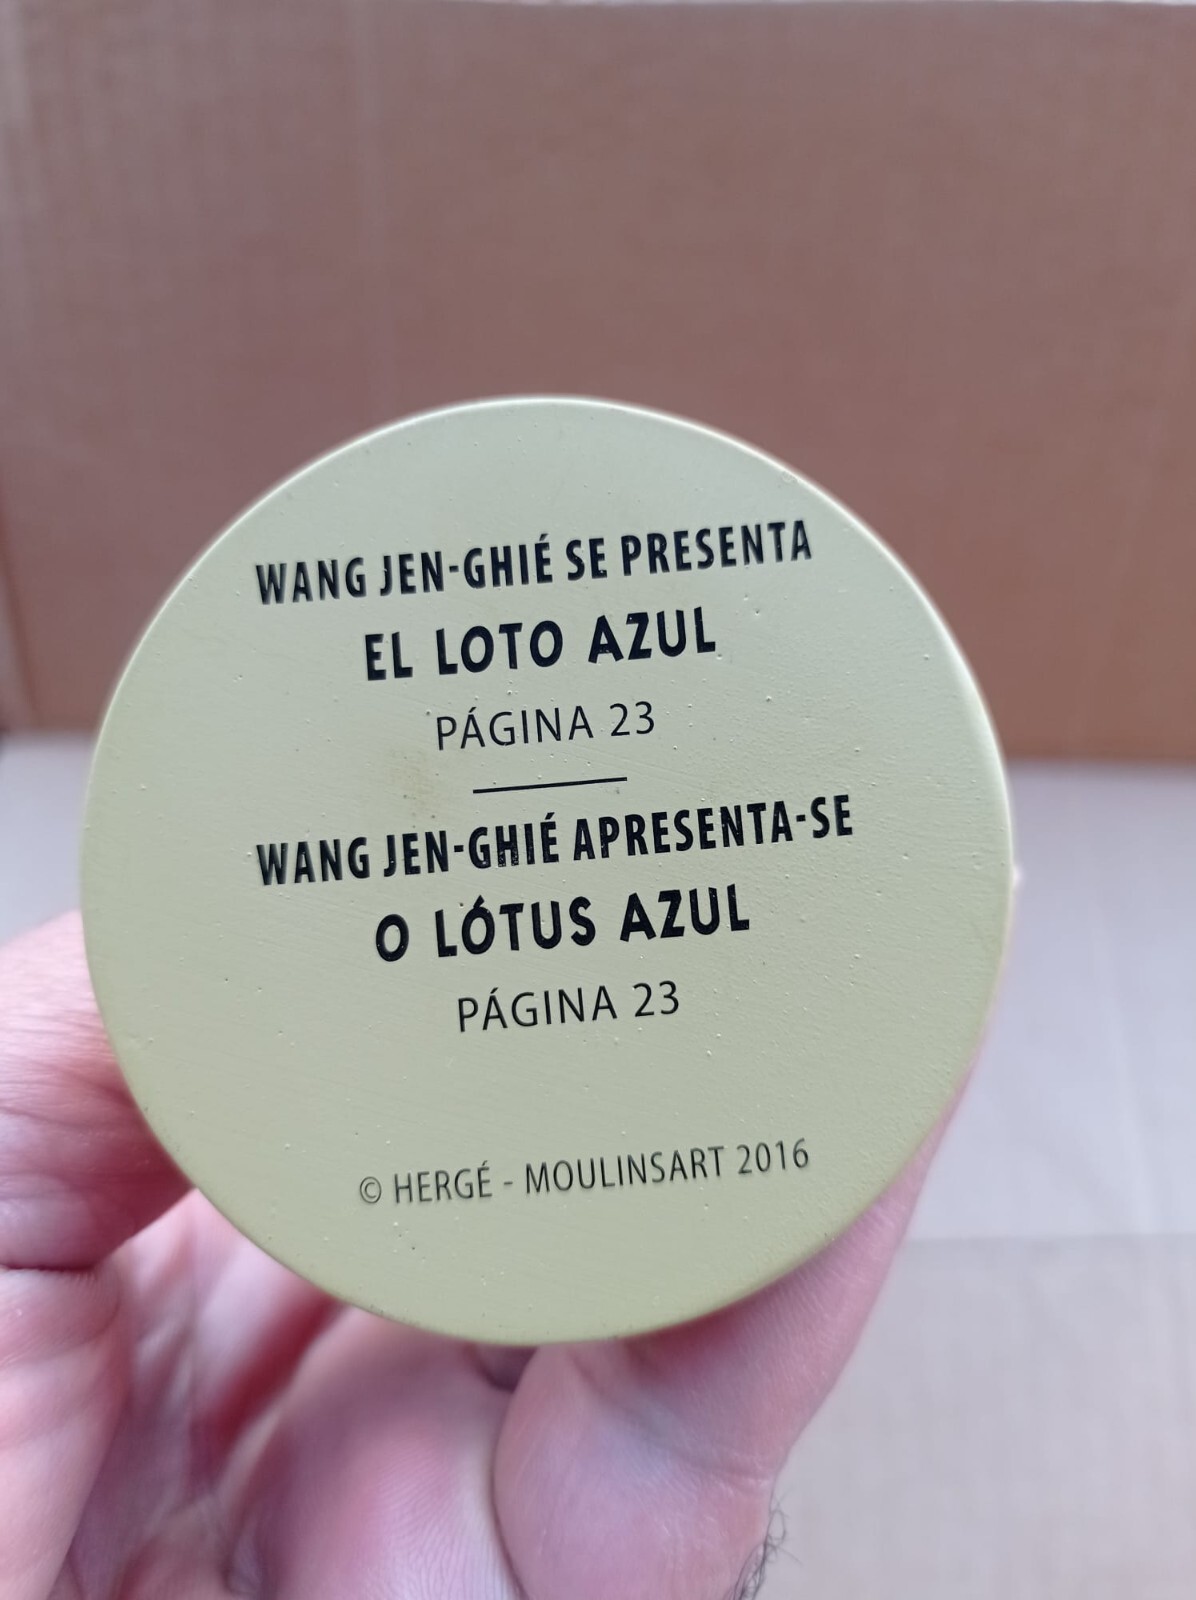 WANG JEN-GHIÉ SE PRESENTA
EL LOTO AZUL
PÁGINA 23
WANG JEN-GHIÉ APRESENTA-SE
O LÓTUS AZUL
PÁGINA 23
© HERGÉ - MOULINSART 2016